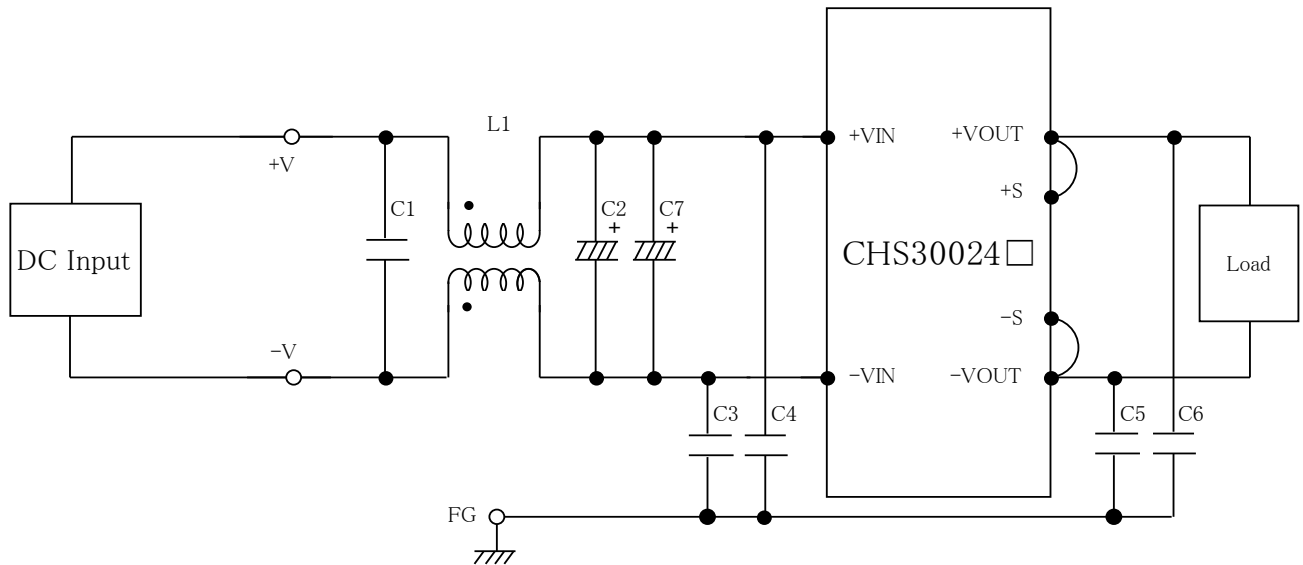 L1
+VIN
+VOUT
+V
+S
C1
C2
+
C7
+
CHS30024□
DC Input
Load
-S
-V
-VIN
-VOUT
C3
C4
C5
C6
FG